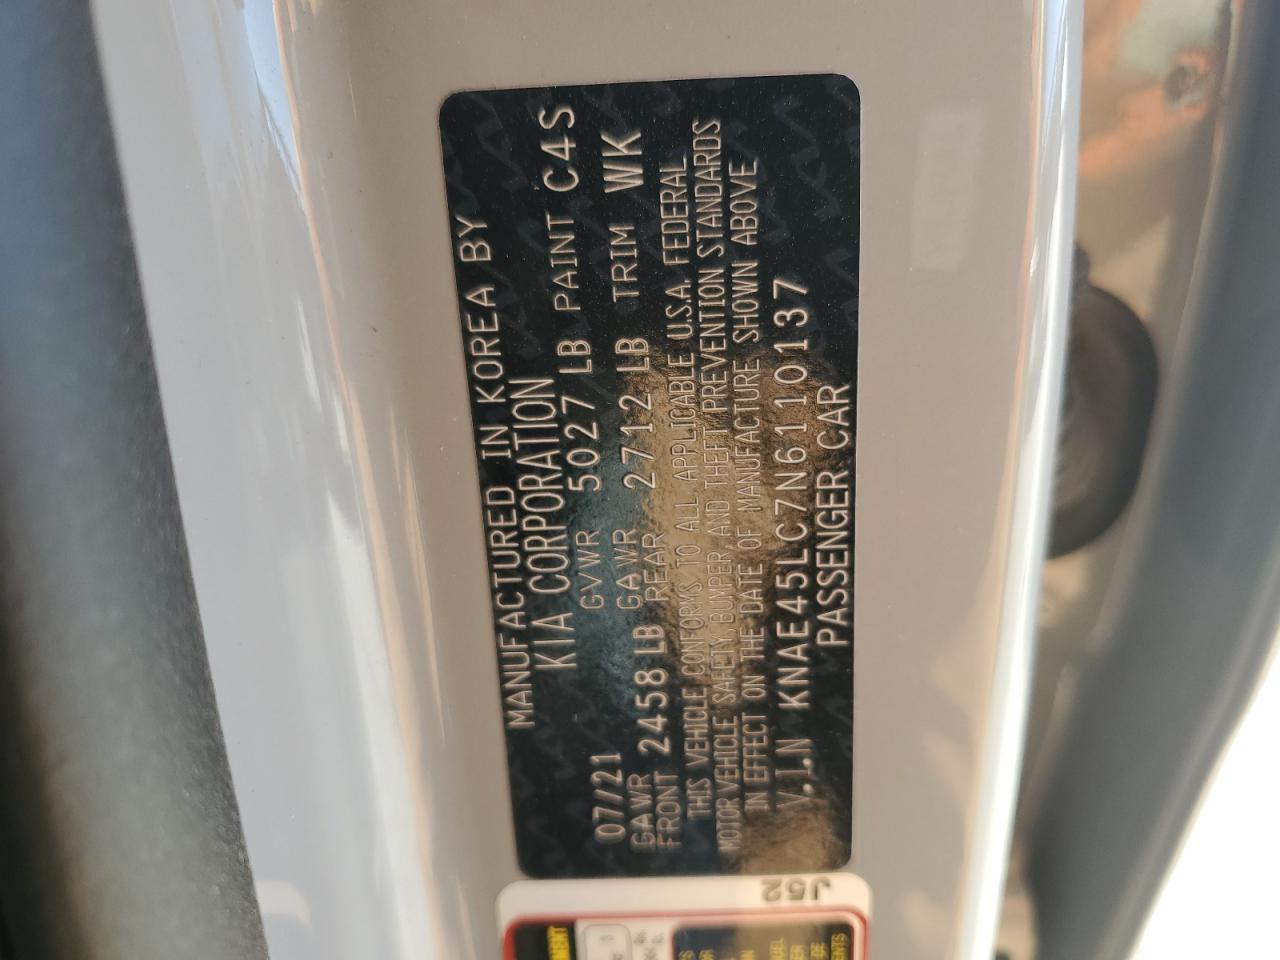 MANUFACTURED IN KOREA BY
KIA CORPORATION
07/21 GVWR 5027 LB PAINT C4S
GAWR FRONT 2458 LB GAWR REAR 2712 LB TRIM WK
THIS VEHICLE CONFORMS TO ALL APPLICABLE U.S.A. FEDERAL
MOTOR VEHICLE SAFETY, BUMPER, AND THEFT PREVENTION STANDARDS
IN EFFECT ON THE DATE OF MANUFACTURE SHOWN ABOVE
V.I.N KNAE45LC7N6110137
PASSENGER CAR
J52